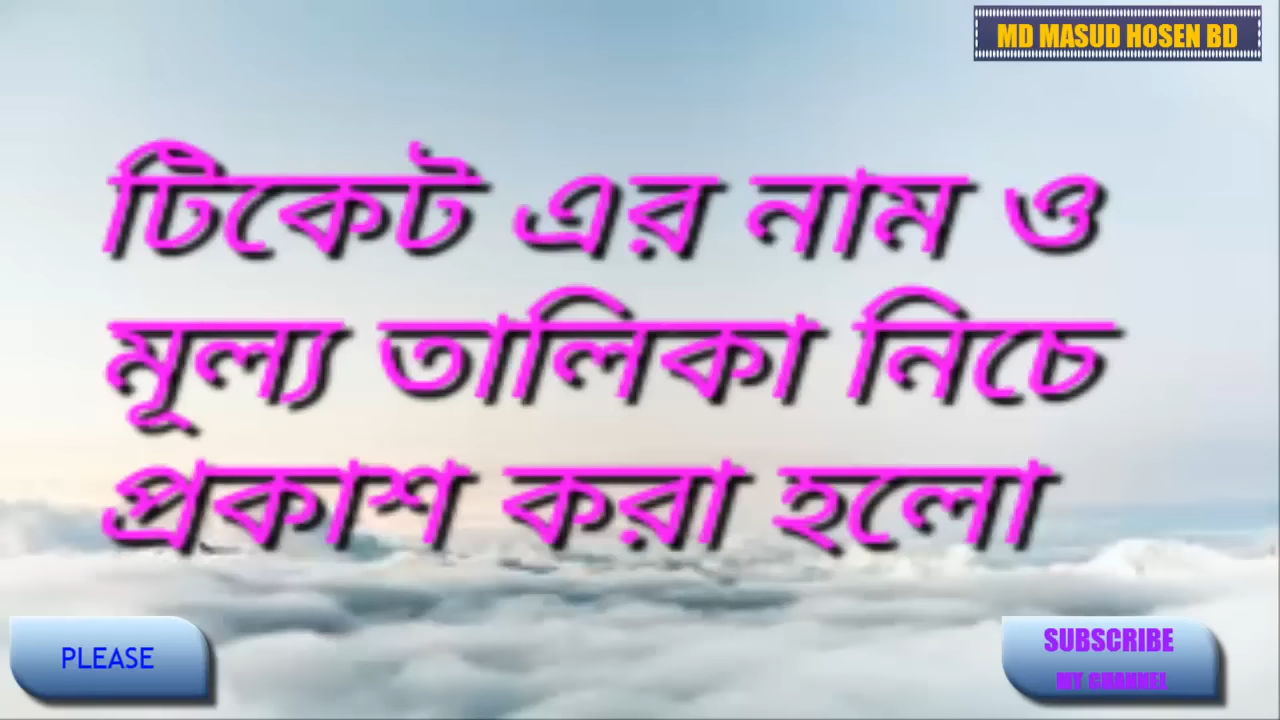 MD MASUD HOSEN BD
টিকেট এর নাম ও
মূল্য তালিকা নিচে
প্রকাশ করা হলো
PLEASE
SUBSCRIBE
MY CHANNEL